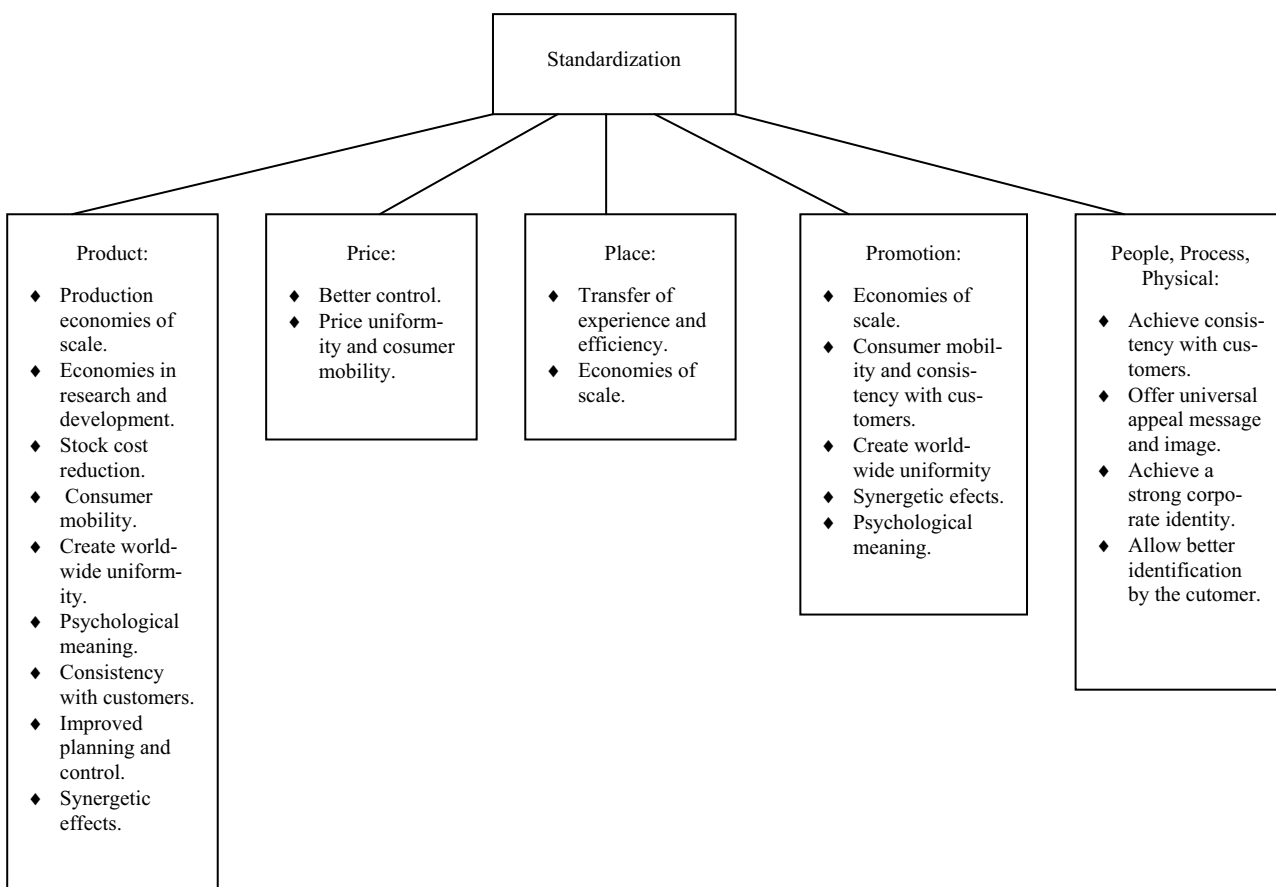 Standardization
Product:
♦ Production
economies of
scale.
♦ Economies in
research and
development.
♦ Stock cost
reduction.
♦ Consumer
mobility.
♦ Create world-
wide uniform-
ity.
♦ Psychological
meaning.
♦ Consistency
with customers.
♦ Improved
planning and
control.
♦ Synergetic
effects.
Price:
♦ Better control.
♦ Price uniform-
ity and cosumer
mobility.
Place:
♦ Transfer of
experience and
efficiency.
♦ Economies of
scale.
Promotion:
♦ Economies of
scale.
♦ Consumer mobil-
ity and consis-
tency with cus-
tomers.
♦ Create world-
wide uniformity
♦ Synergetic efects.
♦ Psychological
meaning.
People, Process,
Physical:
♦ Achieve consis-
tency with cus-
tomers.
♦ Offer universal
appeal message
and image.
♦ Achieve a
strong corpo-
rate identity.
♦ Allow better
identification
by the cutomer.